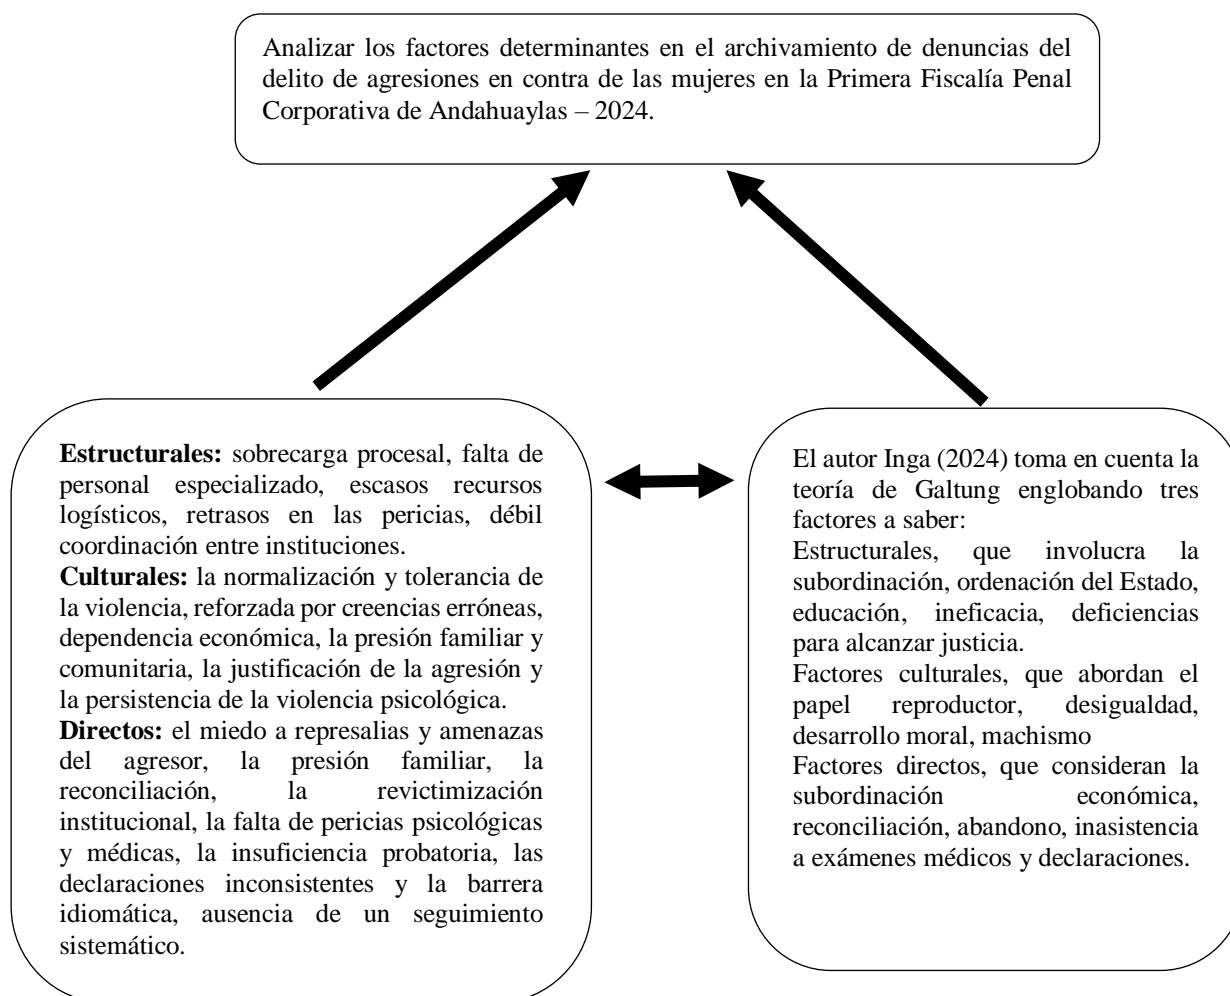 Analizar los factores determinantes en el archivamiento de denuncias del
delito de agresiones en contra de las mujeres en la Primera Fiscalía Penal
Corporativa de Andahuaylas – 2024.
Estructurales: sobrecarga procesal, falta de
personal especializado, escasos recursos
logísticos, retrasos en las pericias, débil
coordinación entre instituciones.
Culturales: la normalización y tolerancia de
la violencia, reforzada por creencias erróneas,
dependencia económica, la presión familiar y
comunitaria, la justificación de la agresión y
la persistencia de la violencia psicológica.
Directos: el miedo a represalias y amenazas
del agresor, la presión familiar, la
reconciliación, la revictimización
institucional, la falta de pericias psicológicas
y médicas, la insuficiencia probatoria, las
declaraciones inconsistentes y la barrera
idiomática, ausencia de un seguimiento
sistemático.
El autor Inga (2024) toma en cuenta la
teoría de Galtung englobando tres
factores a saber:
Estructurales, que involucra la
subordinación, ordenación del Estado,
educación, ineficacia, deficiencias
para alcanzar justicia.
Factores culturales, que abordan el
papel reproductor, desigualdad,
desarrollo moral, machismo
Factores directos, que consideran la
subordinación económica,
reconciliación, abandono, inasistencia
a exámenes médicos y declaraciones.